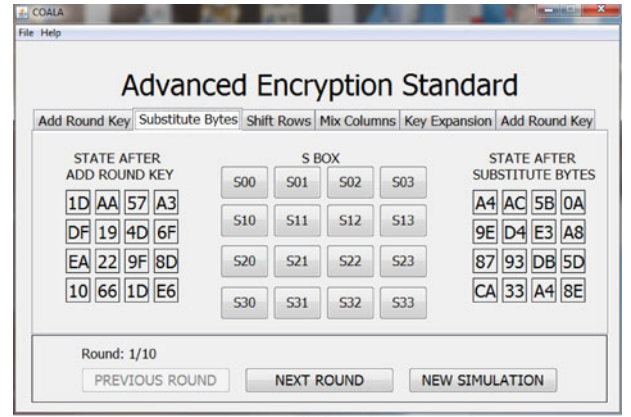 COALA
File Help
Advanced Encryption Standard
Add Round Key Substitute Bytes Shift Rows Mix Columns Key Expansion Add Round Key
STATE AFTER
ADD ROUND KEY
1D AA 57 A3
DF 19 4D 6F
EA 22 9F 8D
10 66 1D E6
S BOX
S00 S01 S02 S03
S10 S11 S12 S13
S20 S21 S22 S23
S30 S31 S32 S33
STATE AFTER
SUBSTITUTE BYTES
A4 AC 5B 0A
9E D4 E3 A8
87 93 DB 5D
CA 33 A4 8E
Round: 1/10
PREVIOUS ROUND NEXT ROUND NEW SIMULATION